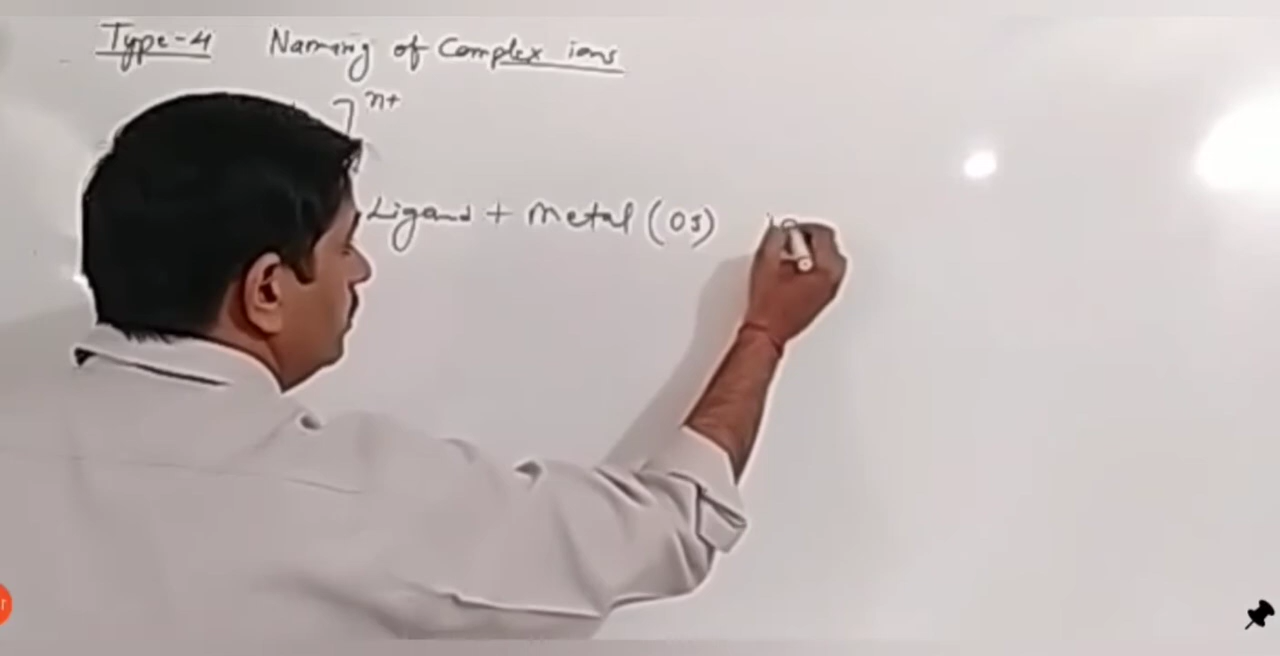 Type-4 Naming of Complex ions
]n+
Ligand + Metal (OS)